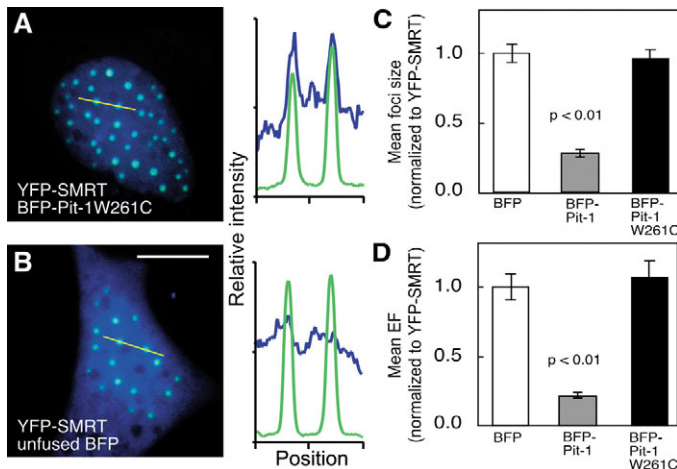 A
YFP-SMRT
BFP-Pit-1W261C
B
YFP-SMRT
unfused BFP
Relative intensity
Position
C
Mean foci size
(normalized to YFP-SMRT)
1.0
0.5
0.0
p < 0.01
BFP
BFP-
Pit-1
BFP-
Pit-1
W261C
D
Mean EF
(normalized to YFP-SMRT)
1.0
0.5
0.0
p < 0.01
BFP
BFP-
Pit-1
BFP-
Pit-1
W261C